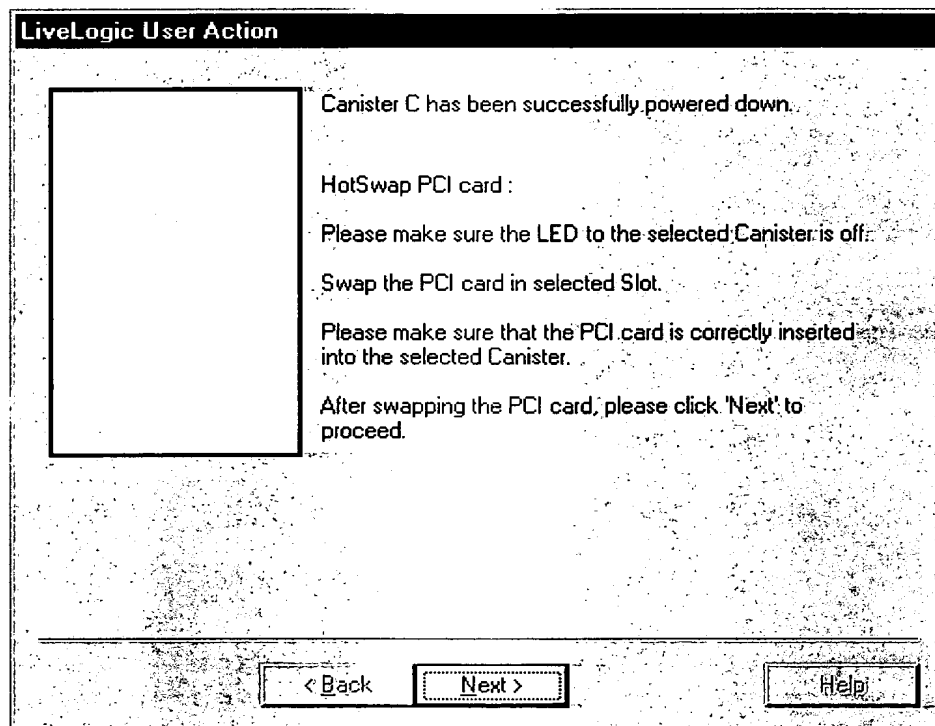 LiveLogic User Action
Canister C has been successfully powered down.
HotSwap PCI card :
Please make sure the LED to the selected Canister is off.
Swap the PCI card in selected Slot.
Please make sure that the PCI card is correctly inserted
into the selected Canister.
After swapping the PCI card, please click 'Next' to
proceed.
< Back
Next >
Help